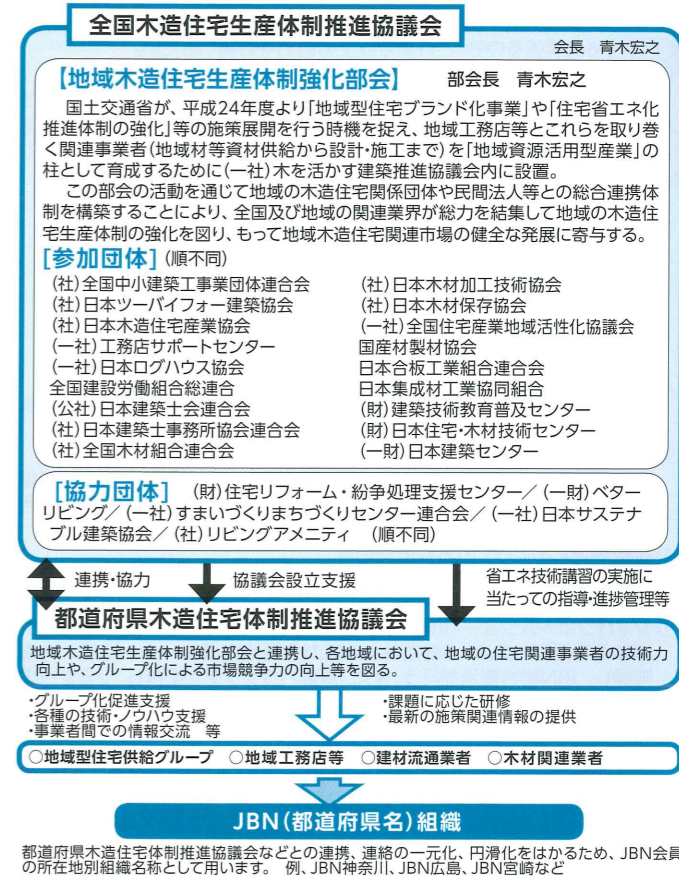 全国木造住宅生産体制推進協議会
会長　青木宏之
【地域木造住宅生産体制強化部会】　部会長　青木宏之
国土交通省が、平成24年度より「地域型住宅ブランド化事業」や「住宅省エネ化
推進体制の強化」等の施策展開を行う時機を捉え、地域工務店等とこれらを取り巻
く関連事業者(地域材等資材供給から設計・施工まで)を「地域資源活用型産業」の
柱として育成するために(一社)木を活かす建築推進協議会内に設置。
この部会の活動を通じて地域の木造住宅関係団体や民間法人等との総合連携体
制を構築することにより、全国及び地域の関連業界が総力を結集して地域の木造住
宅生産体制の強化を図り、もって地域木造住宅関連市場の健全な発展に寄与する。
[参加団体](順不同)
(社)全国中小建築工事業団体連合会
(社)日本ツーバイフォー建築協会
(社)日本木造住宅産業協会
(一社)工務店サポートセンター
(一社)日本ログハウス協会
全国建設労働組合総連合
(公社)日本建築士会連合会
(社)日本建築士事務所協会連合会
(社)全国木材組合連合会
(社)日本木材加工技術協会
(社)日本木材保存協会
(一社)全国住宅産業地域活性化協議会
国産材製材協会
日本合板工業組合連合会
日本集成材工業協同組合
(財)建築技術教育普及センター
(財)日本住宅・木材技術センター
(一財)日本建築センター
[協力団体]　(財)住宅リフォーム・紛争処理支援センター／(一財)ベター
リビング／(一社)すまいづくりまちづくりセンター連合会／(一社)日本サステナ
ブル建築協会／(社)リビングアメニティ　(順不同)
連携・協力
協議会設立支援
省エネ技術講習の実施に
当たっての指導・進捗管理等
都道府県木造住宅体制推進協議会
地域木造住宅生産体制強化部会と連携し、各地域において、地域の住宅関連事業者の技術力
向上や、グループ化による市場競争力の向上等を図る。
・グループ化促進支援
・各種の技術・ノウハウ支援
・事業者間での情報交流　等
・課題に応じた研修
・最新の施策関連情報の提供
○地域型住宅供給グループ　○地域工務店等　○建材流通業者　○木材関連業者
JBN(都道府県名)組織
都道府県木造住宅体制推進協議会などとの連携、連絡の一元化、円滑化をはかるため、JBN会員
の所在地別組織名称として用います。　例、JBN神奈川、JBN広島、JBN宮崎など